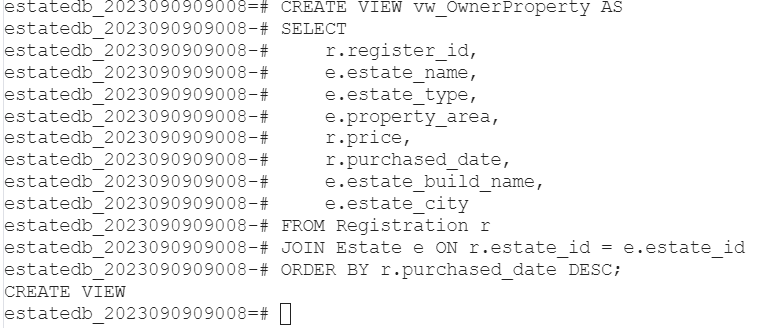 estatedb_2023090909008=# CREATE VIEW vw_OwnerProperty AS
estatedb_2023090909008-# SELECT
estatedb_2023090909008-#     r.register_id,
estatedb_2023090909008-#     e.estate_name,
estatedb_2023090909008-#     e.estate_type,
estatedb_2023090909008-#     e.property_area,
estatedb_2023090909008-#     r.price,
estatedb_2023090909008-#     r.purchased_date,
estatedb_2023090909008-#     e.estate_build_name,
estatedb_2023090909008-#     e.estate_city
estatedb_2023090909008-# FROM Registration r
estatedb_2023090909008-# JOIN Estate e ON r.estate_id = e.estate_id
estatedb_2023090909008-# ORDER BY r.purchased_date DESC;
CREATE VIEW
estatedb_2023090909008=#